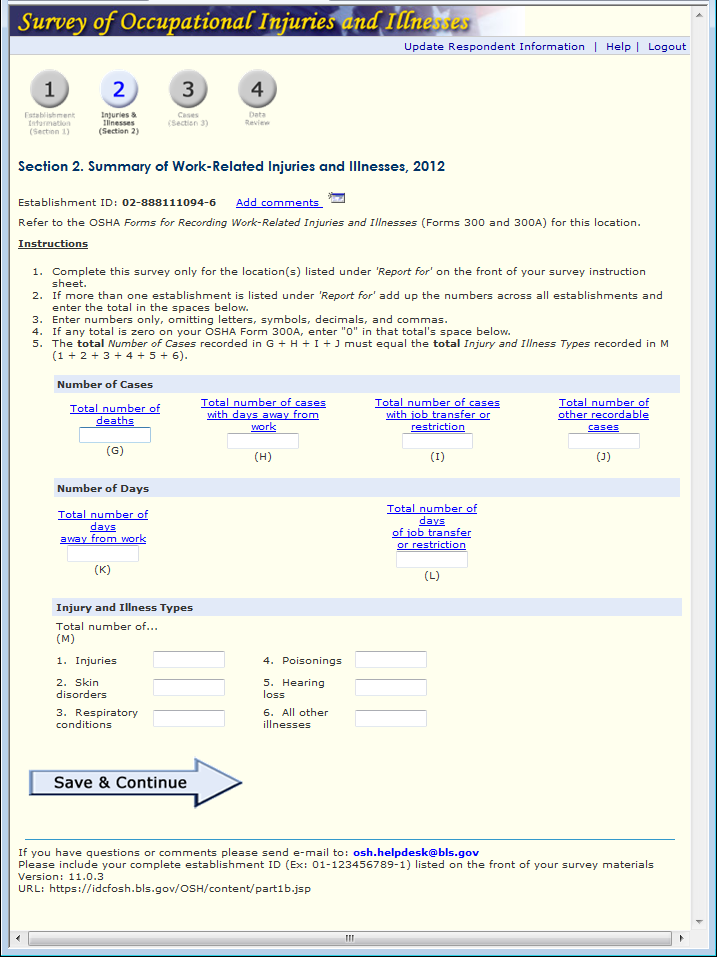 Survey of Occupational Injuries and Illnesses
Update Respondent Information | Help | Logout
1 2 3 4
Establishment Information (Section 1)
Injuries & Illnesses (Section 2)
Cases (Section 3)
Data Review
Section 2. Summary of Work-Related Injuries and Illnesses, 2012
Establishment ID: 02-888111094-6 Add comments
Refer to the OSHA Forms for Recording Work-Related Injuries and Illnesses (Forms 300 and 300A) for this location.
Instructions
1. Complete this survey only for the location(s) listed under 'Report for' on the front of your survey instruction
sheet.
2. If more than one establishment is listed under 'Report for' add up the numbers across all establishments and
enter the total in the spaces below.
3. Enter numbers only, omitting letters, symbols, decimals, and commas.
4. If any total is zero on your OSHA Form 300A, enter "0" in that total's space below.
5. The total Number of Cases recorded in G + H + I + J must equal the total Injury and Illness Types recorded in M
(1 + 2 + 3 + 4 + 5 + 6).
Number of Cases
Total number of
deaths
(G)
Total number of cases
with days away from
work
(H)
Total number of cases
with job transfer or
restriction
(I)
Total number of
other recordable
cases
(J)
Number of Days
Total number of
days
away from work
(K)
Total number of
days
of job transfer
or restriction
(L)
Injury and Illness Types
Total number of...
(M)
1. Injuries
4. Poisonings
2. Skin
disorders
5. Hearing
loss
3. Respiratory
conditions
6. All other
illnesses
Save & Continue
If you have questions or comments please send e-mail to: osh.helpdesk@bls.gov
Please include your complete establishment ID (Ex: 01-123456789-1) listed on the front of your survey materials
Version: 11.0.3
URL: https://idcfosh.bls.gov/OSH/content/part1b.jsp